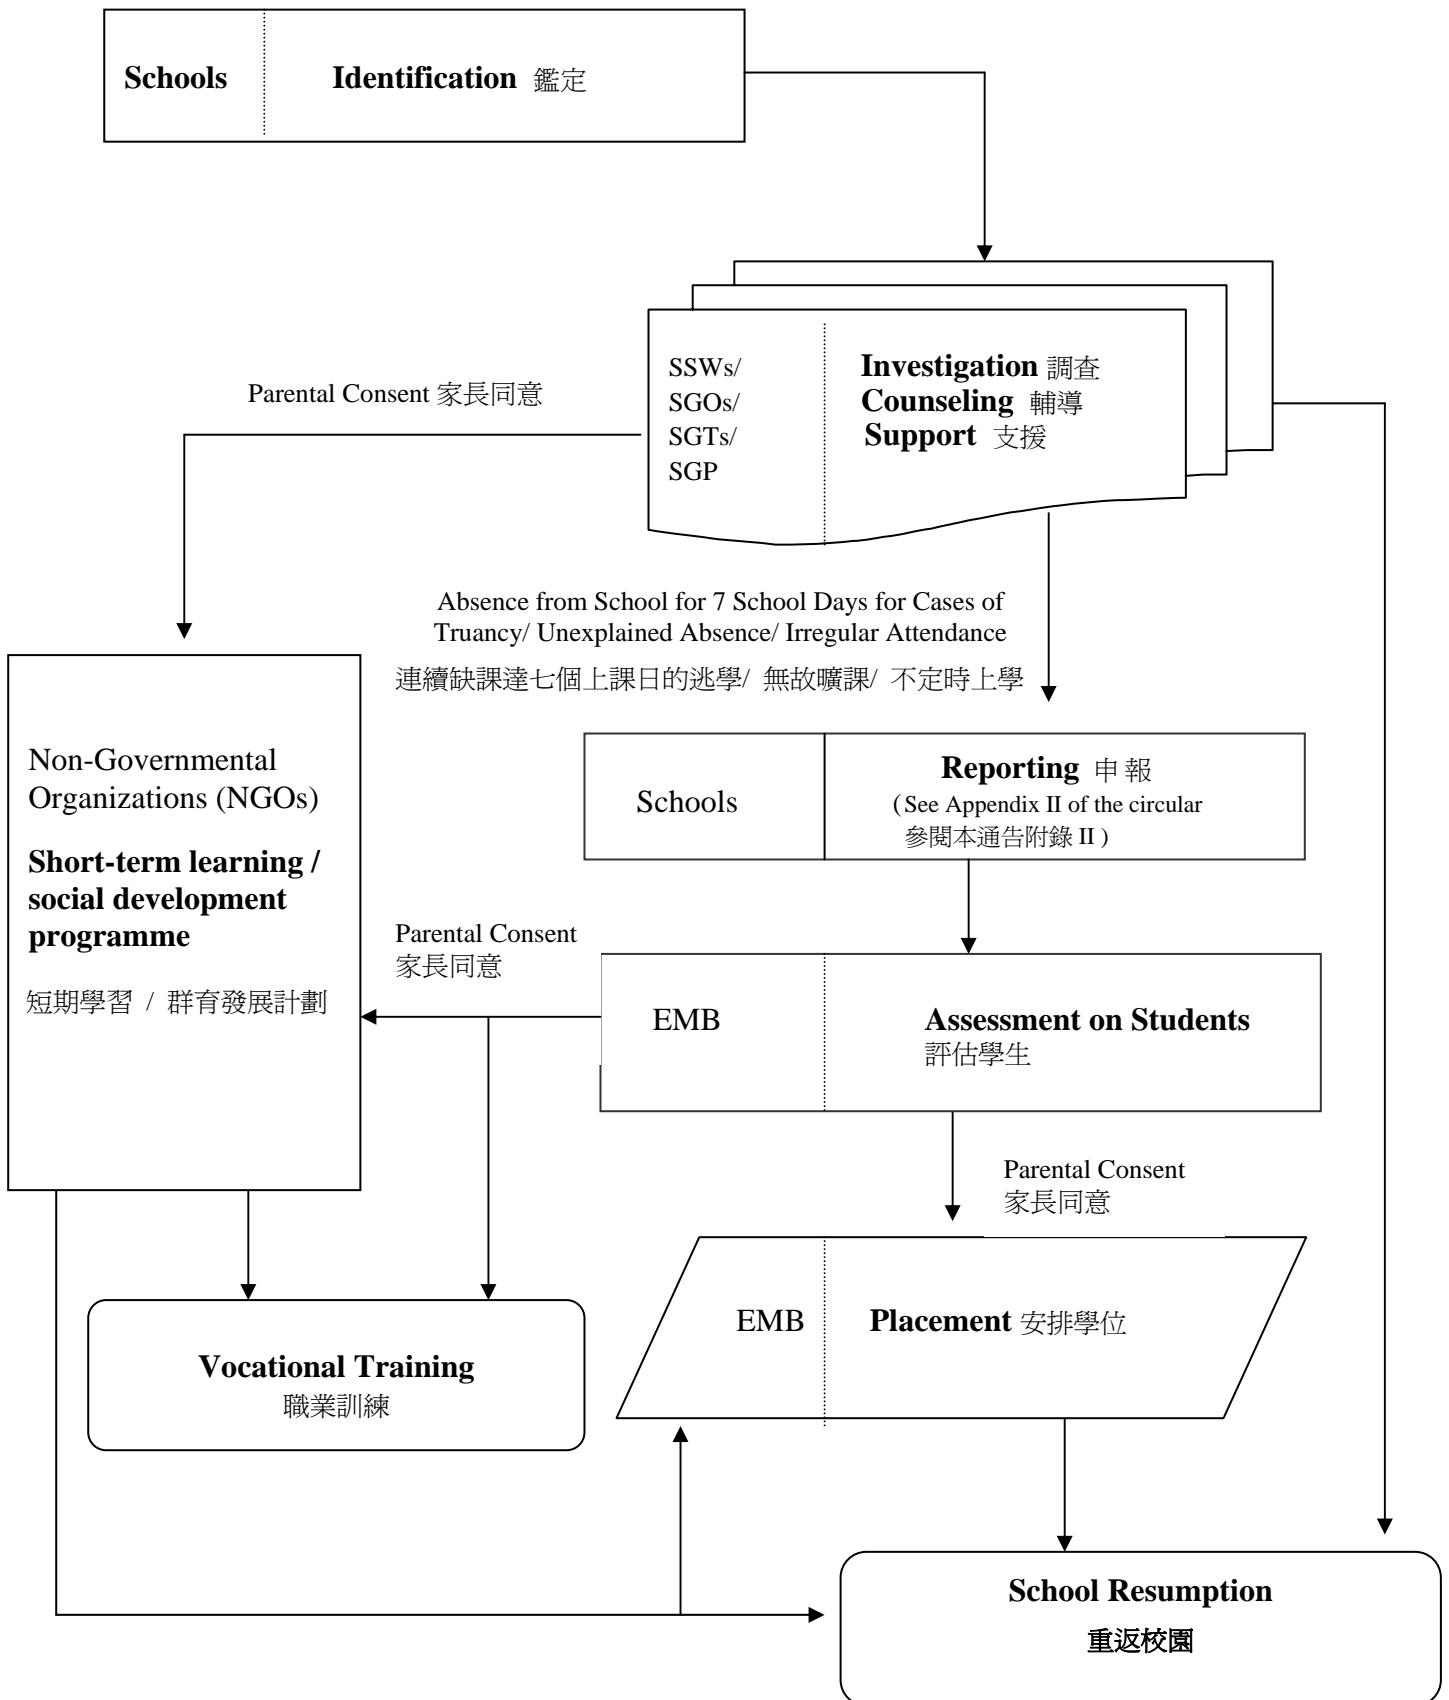 Schools
Identification 鑑定
SSWs/
SGOs/
SGTs/
SGP
Investigation 調查
Counseling 輔導
Support 支援
Parental Consent 家長同意
Absence from School for 7 School Days for Cases of
Truancy/ Unexplained Absence/ Irregular Attendance
連續缺課達七個上課日的逃學/ 無故曠課/ 不定時上學
Non-Governmental
Organizations (NGOs)
Short-term learning /
social development
programme
短期學習 / 群育發展計劃
Schools
Reporting 申報
(See Appendix II of the circular
參閱本通告附錄 II )
Parental Consent
家長同意
EMB
Assessment on Students
評估學生
Parental Consent
家長同意
EMB
Placement 安排學位
Vocational Training
職業訓練
School Resumption
重返校園